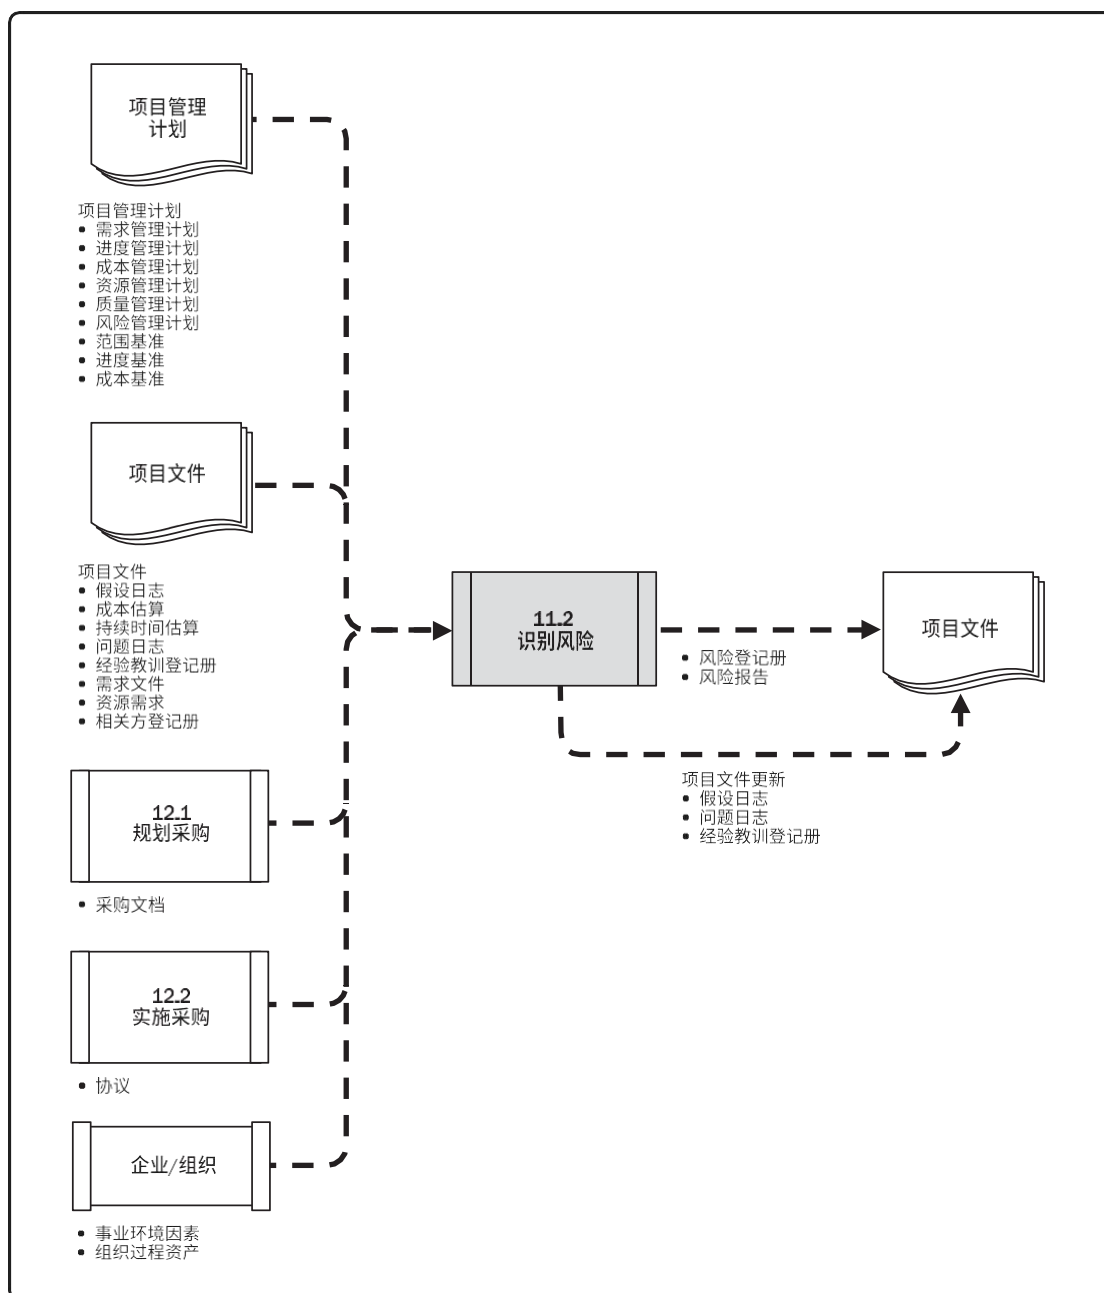 项目管理
计划
项目管理计划
• 需求管理计划
• 进度管理计划
• 成本管理计划
• 资源管理计划
• 质量管理计划
• 风险管理计划
• 范围基准
• 进度基准
• 成本基准
项目文件
项目文件
• 假设日志
• 成本估算
• 持续时间估算
• 问题日志
• 经验教训登记册
• 需求文件
• 资源需求
• 相关方登记册
12.1
规划采购
• 采购文档
12.2
实施采购
• 协议
企业/组织
• 事业环境因素
• 组织过程资产
11.2
识别风险
• 风险登记册
• 风险报告
项目文件
项目文件更新
• 假设日志
• 问题日志
• 经验教训登记册